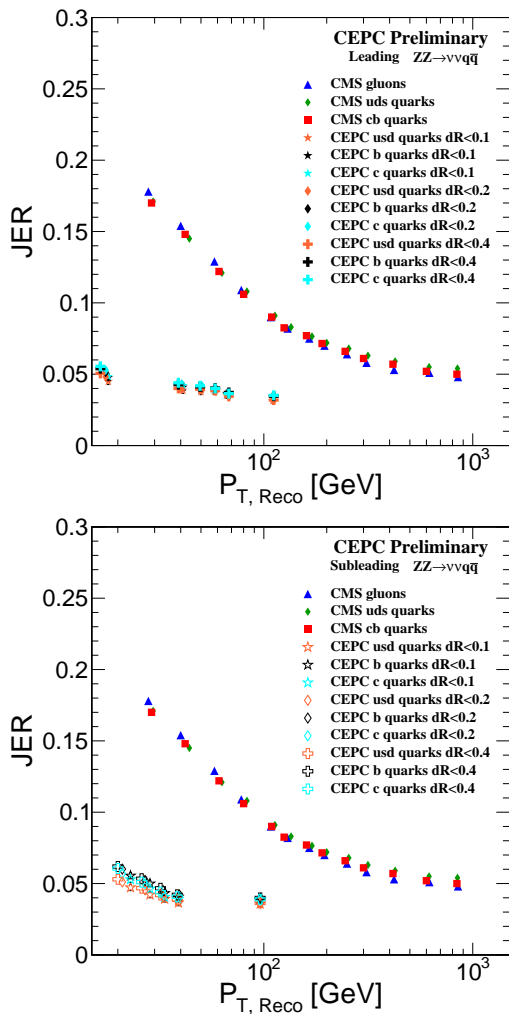 0.3
CEPC Preliminary
Leading ZZ→ννqq̅
0.25
CMS gluons
CMS uds quarks
CMS cb quarks
0.2
CEPC usd quarks dR<0.1
CEPC b quarks dR<0.1
CEPC c quarks dR<0.1
CEPC usd quarks dR<0.2
CEPC b quarks dR<0.2
CEPC c quarks dR<0.2
CEPC usd quarks dR<0.4
CEPC b quarks dR<0.4
CEPC c quarks dR<0.4
JER
0.15
0.1
0.05
0
10²
10³
P_T, Reco [GeV]
0.3
CEPC Preliminary
Subleading ZZ→ννqq̅
0.25
CMS gluons
CMS uds quarks
CMS cb quarks
0.2
CEPC usd quarks dR<0.1
CEPC b quarks dR<0.1
CEPC c quarks dR<0.1
CEPC usd quarks dR<0.2
CEPC b quarks dR<0.2
CEPC c quarks dR<0.2
CEPC usd quarks dR<0.4
CEPC b quarks dR<0.4
CEPC c quarks dR<0.4
JER
0.15
0.1
0.05
0
10²
10³
P_T, Reco [GeV]